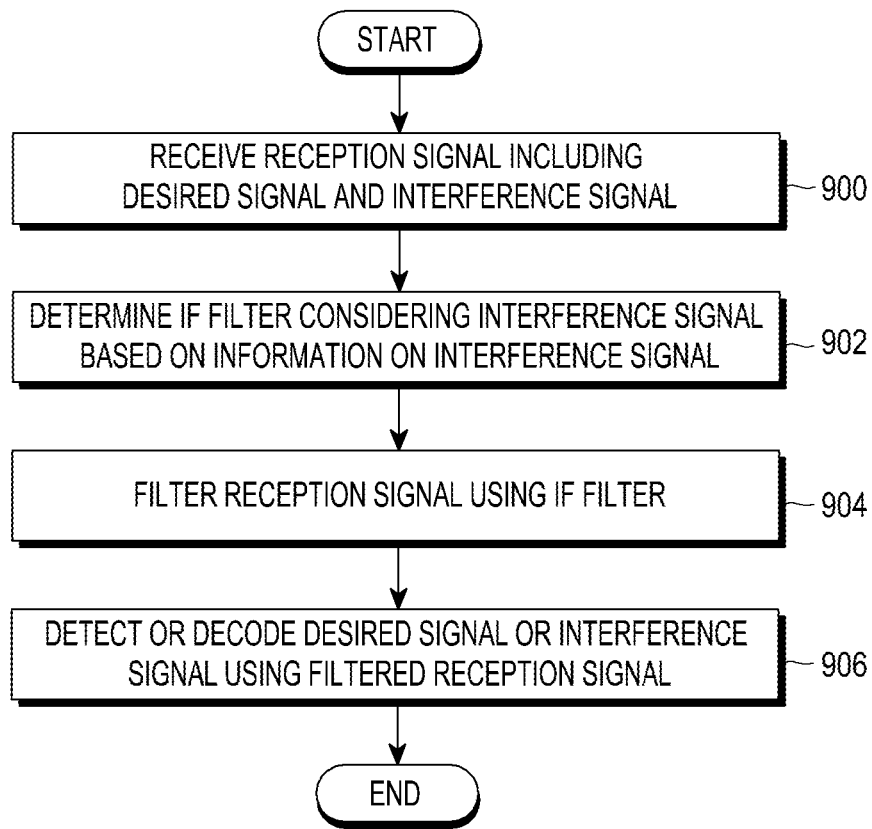 START
RECEIVE RECEPTION SIGNAL INCLUDING
DESIRED SIGNAL AND INTERFERENCE SIGNAL
900
DETERMINE IF FILTER CONSIDERING INTERFERENCE SIGNAL
BASED ON INFORMATION ON INTERFERENCE SIGNAL
902
FILTER RECEPTION SIGNAL USING IF FILTER
904
DETECT OR DECODE DESIRED SIGNAL OR INTERFERENCE
SIGNAL USING FILTERED RECEPTION SIGNAL
906
END